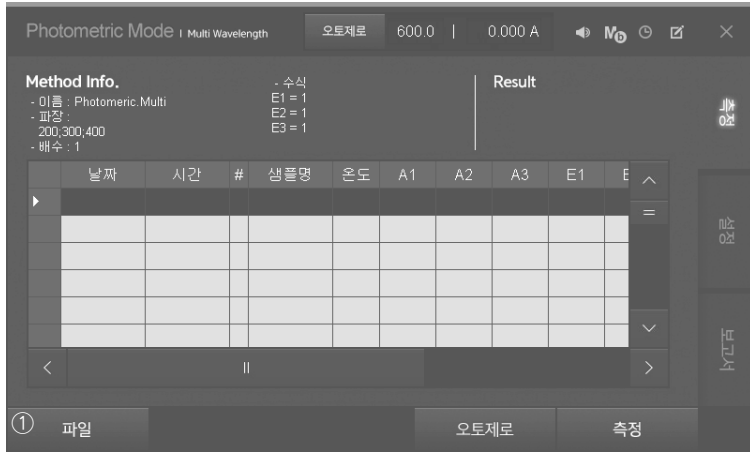 Photometric Mode | Multi Wavelength
오토제로
600.0 | 0.000 A
Method Info.
- 이름 : Photomeric.Multi
- 파장 :
200;300;400
- 배수 : 1
- 수식
E1 = 1
E2 = 1
E3 = 1
Result
측정
설정
보고서
날짜 시간 # 샘플명 온도 A1 A2 A3 E1 E
① 파일
오토제로
측정